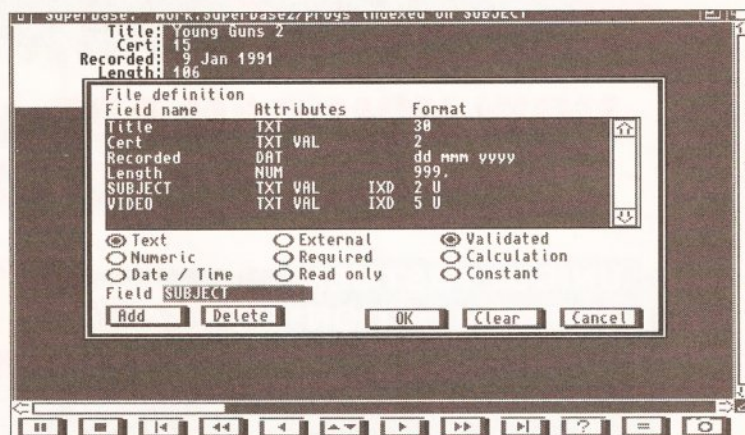 Superbase: Work:Superbase2/progs indexed on SUBJECT
Title: Young Guns 2
Cert: 15
Recorded: 9 Jan 1991
Length: 106
File definition
Field name Attributes Format
Title TXT 30
Cert TXT VAL 2
Recorded DAT dd mmm yyyy
Length NUM 999.
SUBJECT TXT VAL IXD 2 U
VIDEO TXT VAL IXD 5 U
Text External Validated
Numeric Required Calculation
Date / Time Read only Constant
Field SUBJECT
Add Delete OK Clear Cancel
?
=